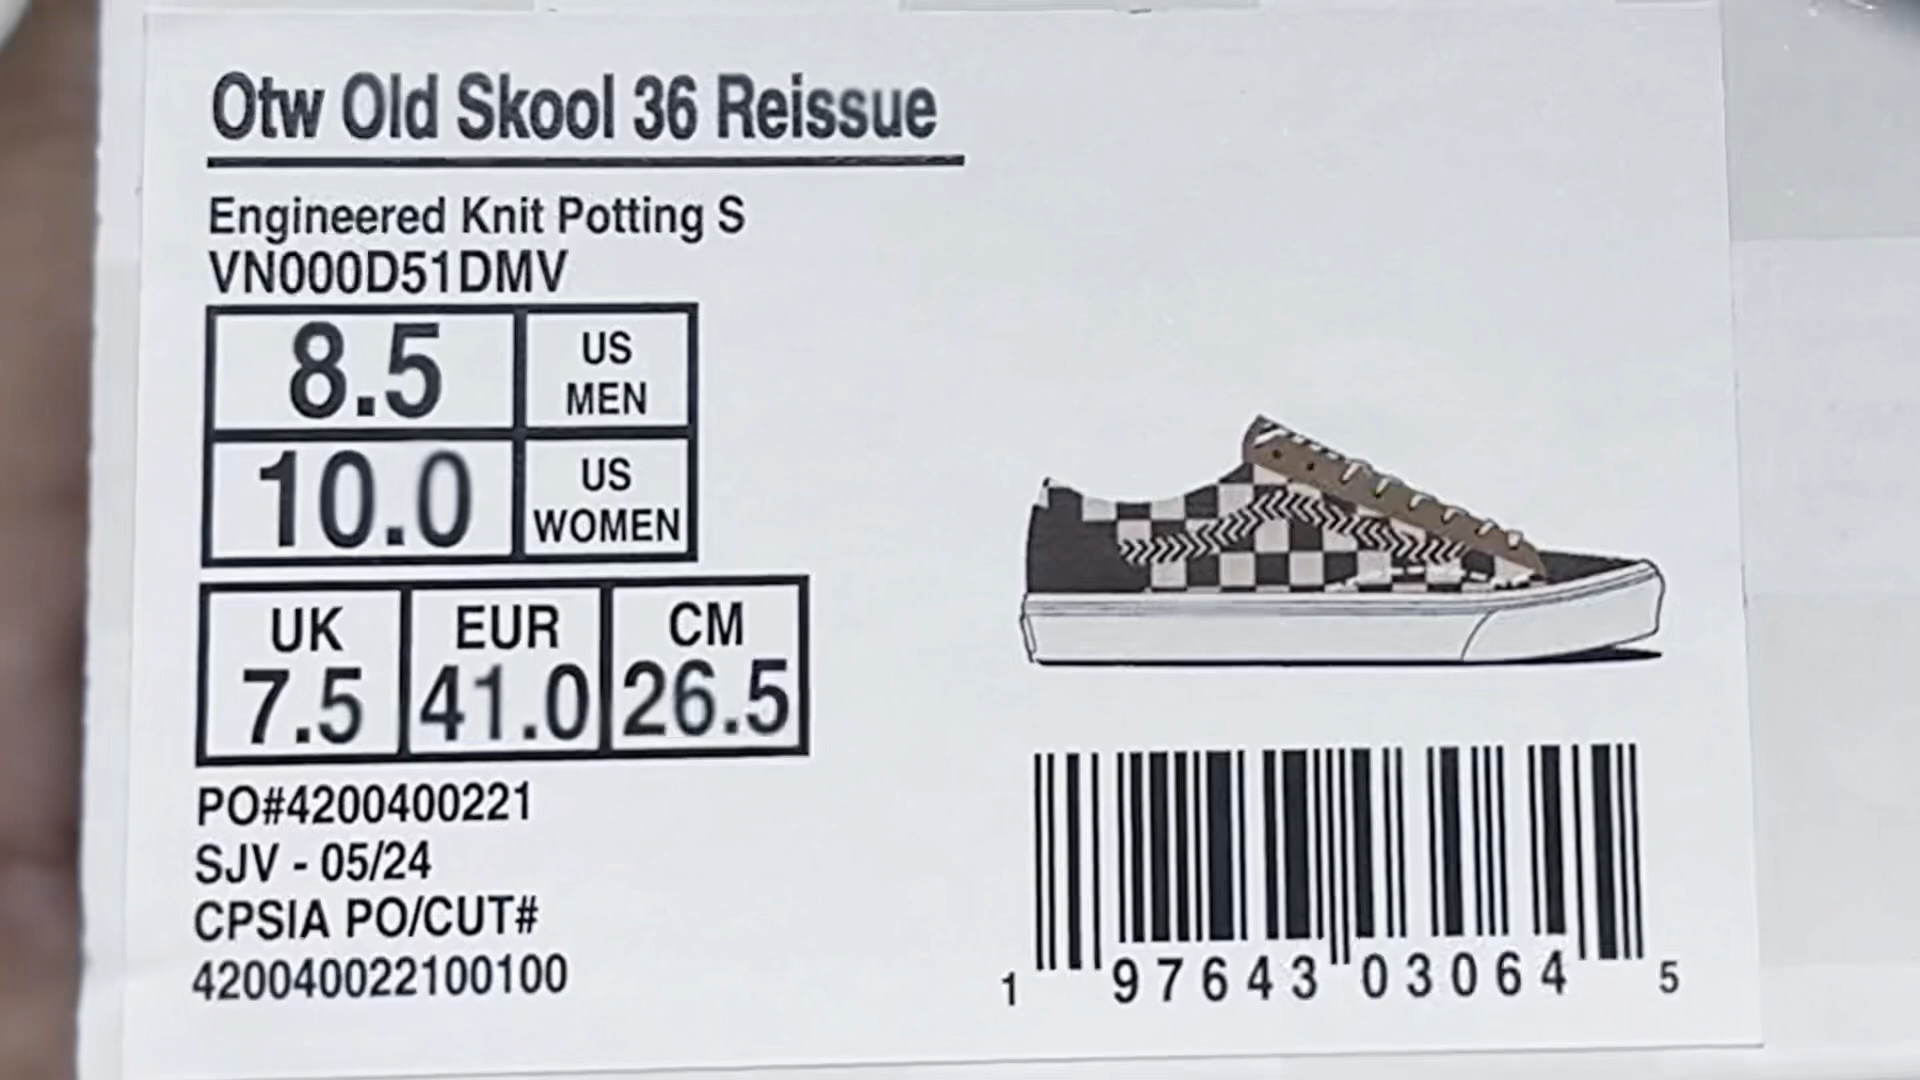 Otw Old Skool 36 Reissue
Engineered Knit Potting S
VN000D51DMV
8.5 US MEN
10.0 US WOMEN
UK EUR CM
7.5 41.0 26.5
PO#4200400221
SJV - 05/24
CPSIA PO/CUT#
420040022100100
1 97643 03064 5